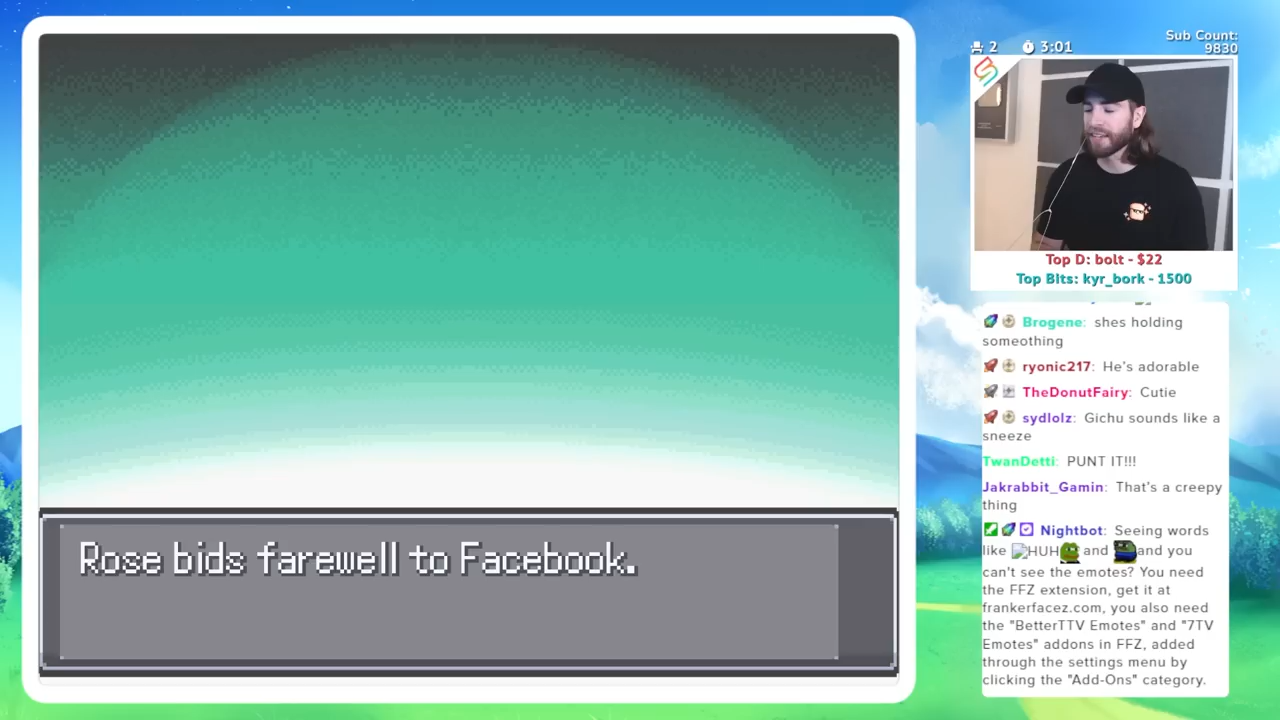 Rose bids farewell to Facebook.
2
3:01
Sub Count:
9830
Top D: bolt - $22
Top Bits: kyr_bork - 1500
Brogene: shes holding
someothing
ryonic217: He's adorable
TheDonutFairy: Cutie
sydlolz: Gichu sounds like a
sneeze
TwanDetti: PUNT IT!!!
Jakrabbit_Gamin: That's a creepy
thing
Nightbot: Seeing words
like HUH and and you
can't see the emotes? You need
the FFZ extension, get it at
frankerfacez.com, you also need
the "BetterTTV Emotes" and "7TV
Emotes" addons in FFZ, added
through the settings menu by
clicking the "Add-Ons" category.